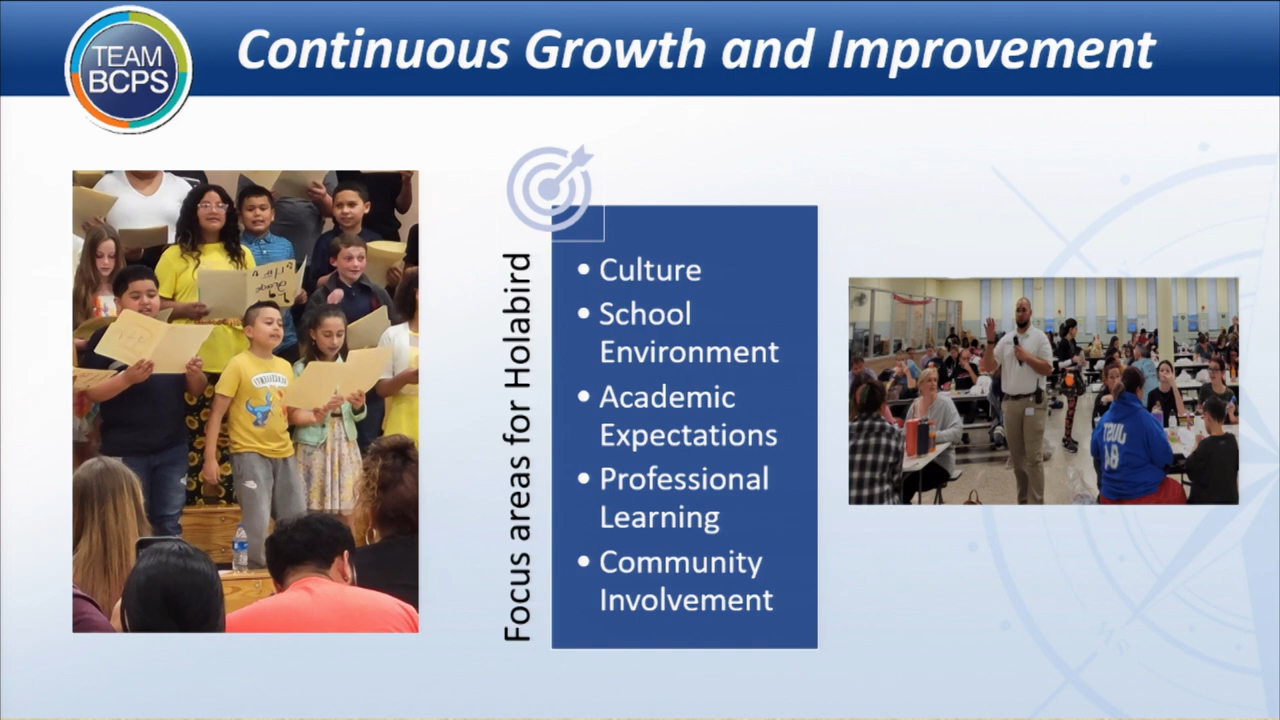 TEAM
BCPS
Continuous Growth and Improvement
Focus areas for Holabird
• Culture
• School
Environment
• Academic
Expectations
• Professional
Learning
• Community
Involvement
JUST